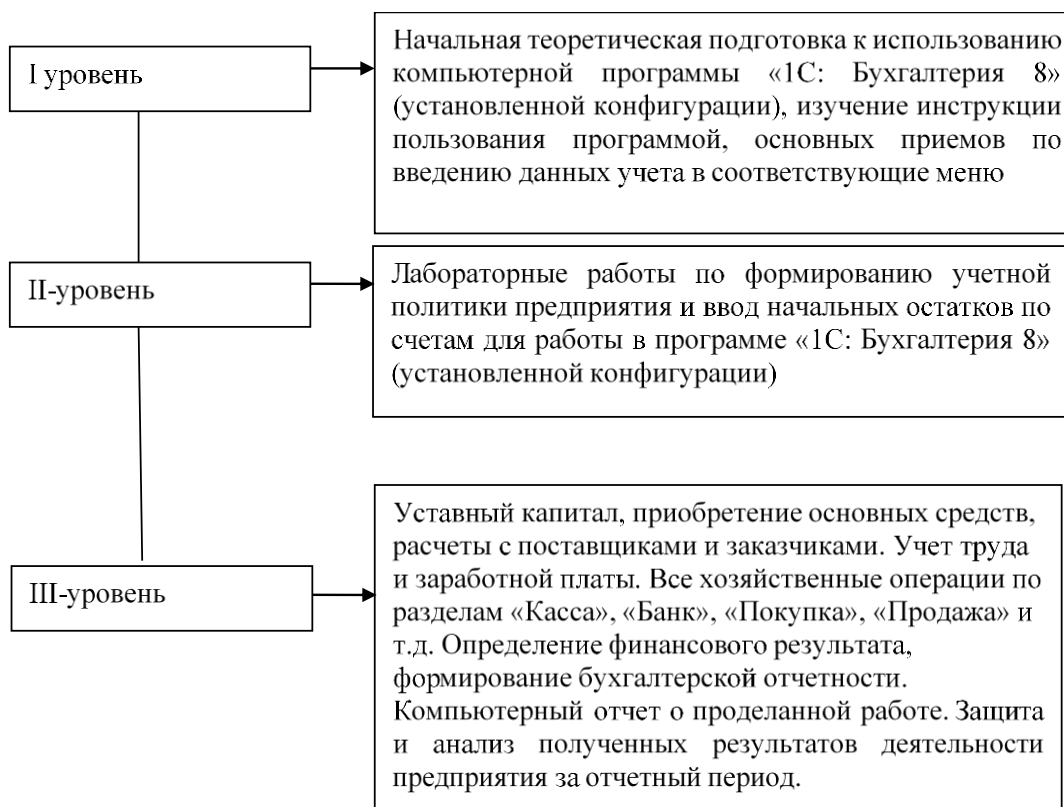 I уровень
Начальная теоретическая подготовка к использованию
компьютерной программы «1С: Бухгалтерия 8»
(установленной конфигурации), изучение инструкции
пользования программой, основных приемов по
введению данных учета в соответствующие меню
II-уровень
Лабораторные работы по формированию учетной
политики предприятия и ввод начальных остатков по
счетам для работы в программе «1С: Бухгалтерия 8»
(установленной конфигурации)
III-уровень
Уставный капитал, приобретение основных средств,
расчеты с поставщиками и заказчиками. Учет труда
и заработной платы. Все хозяйственные операции по
разделам «Касса», «Банк», «Покупка», «Продажа» и
т.д. Определение финансового результата,
формирование бухгалтерской отчетности.
Компьютерный отчет о проделанной работе. Защита
и анализ полученных результатов деятельности
предприятия за отчетный период.